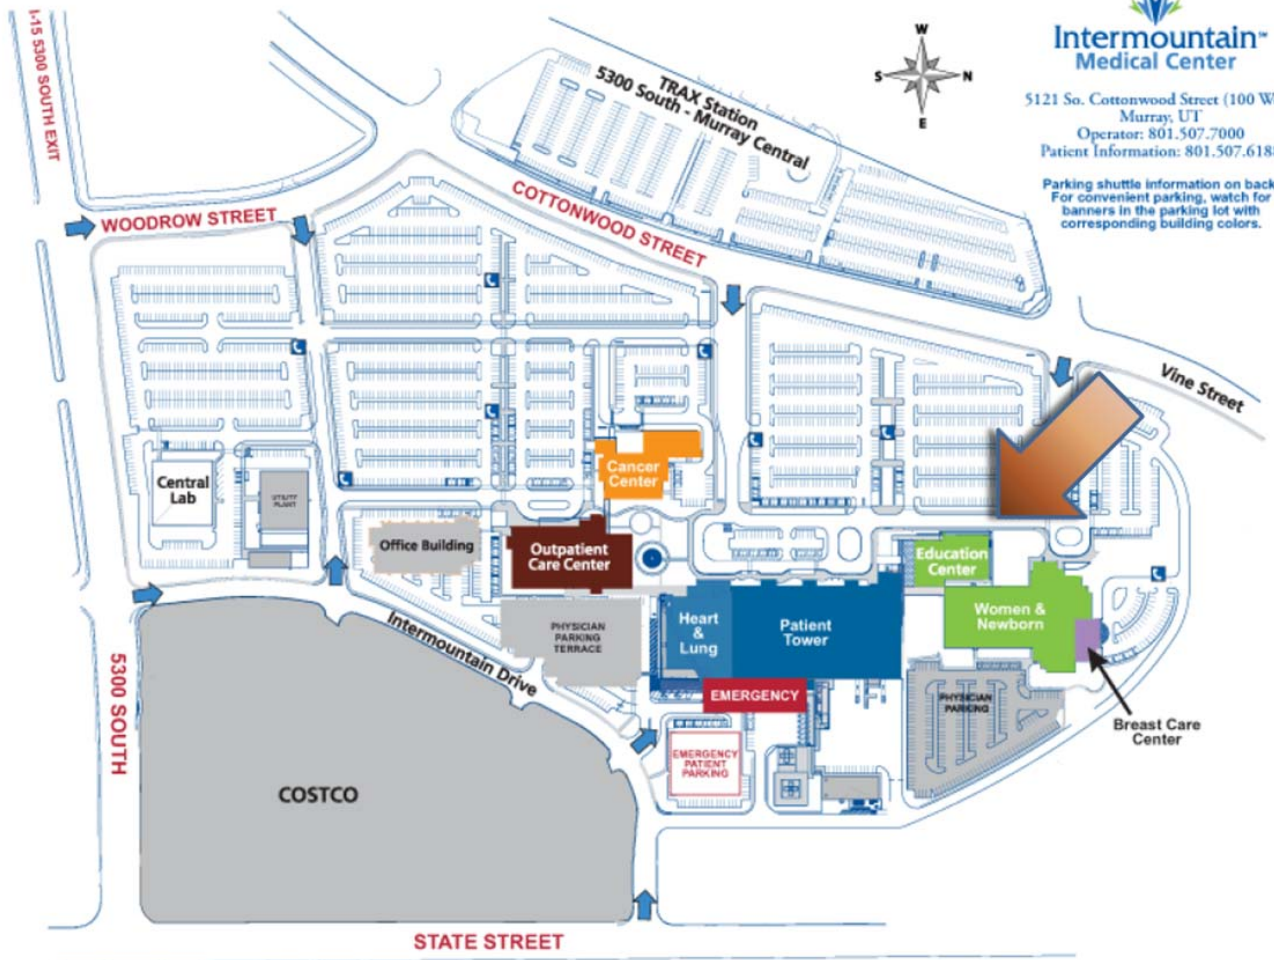 I-15 5300 SOUTH EXIT
WOODROW STREET
TRAX Station
5300 South - Murray Central
COTTONWOOD STREET
W
S
N
E
Intermountain
Medical Center
5121 So. Cottonwood Street (100 W
Murray, UT
Operator: 801.507.7000
Patient Information: 801.507.618
Parking shuttle information on back
For convenient parking, watch for
banners in the parking lot with
corresponding building colors.
Vine Street
Central
Lab
UTILITY
PLANT
Office Building
Cancer
Center
Outpatient
Care Center
Education
Center
Women &
Newborn
Heart
&
Lung
Patient
Tower
PHYSICIAN
PARKING
TERRACE
Intermountain Drive
EMERGENCY
EMERGENCY
PATIENT
PARKING
PHYSICIAN
PARKING
Breast Care
Center
5300 SOUTH
COSTCO
STATE STREET